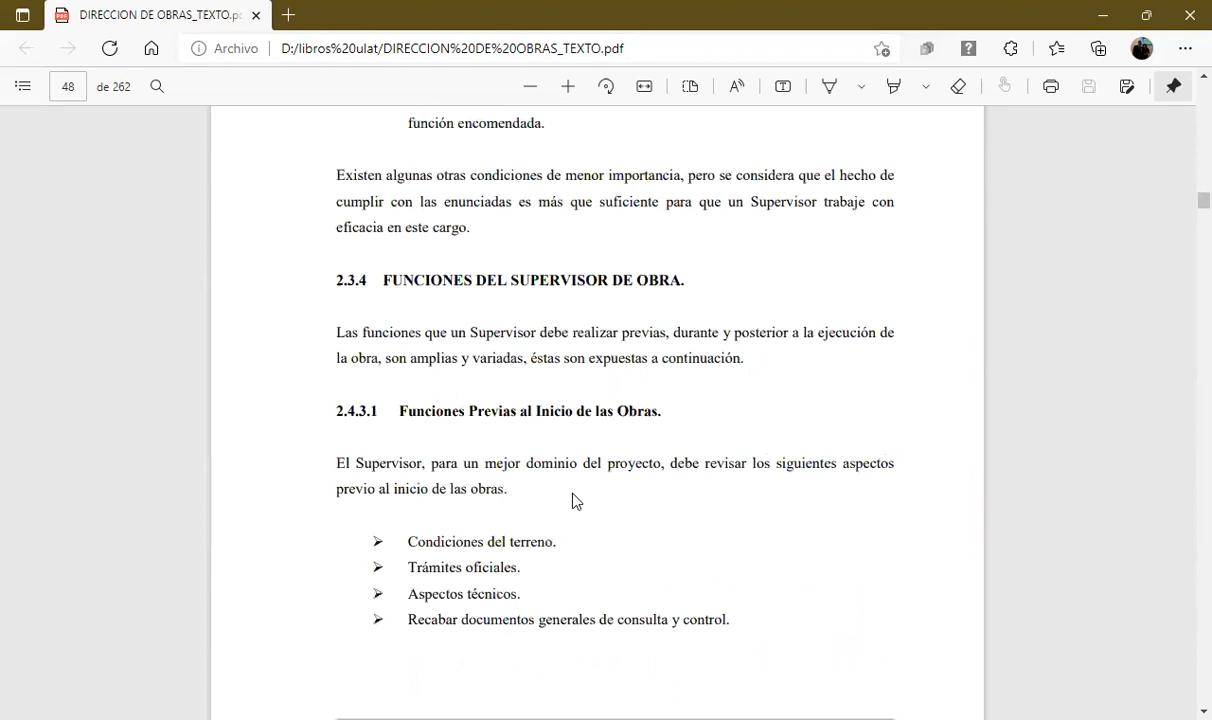 DIRECCION DE OBRAS_TEXTO.pc
Archivo D:/libros%20ulat/DIRECCION%20DE%20OBRAS_TEXTO.pdf
48 de 262
función encomendada.
Existen algunas otras condiciones de menor importancia, pero se considera que el hecho de
cumplir con las enunciadas es más que suficiente para que un Supervisor trabaje con
eficacia en este cargo.
2.3.4 FUNCIONES DEL SUPERVISOR DE OBRA.
Las funciones que un Supervisor debe realizar previas, durante y posterior a la ejecución de
la obra, son amplias y variadas, éstas son expuestas a continuación.
2.4.3.1 Funciones Previas al Inicio de las Obras.
El Supervisor, para un mejor dominio del proyecto, debe revisar los siguientes aspectos
previo al inicio de las obras.
➢ Condiciones del terreno.
➢ Trámites oficiales.
➢ Aspectos técnicos.
➢ Recabar documentos generales de consulta y control.